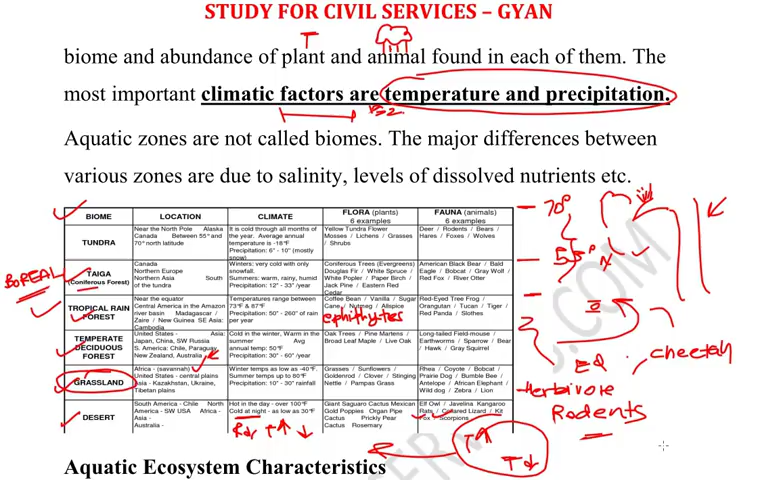 STUDY FOR CIVIL SERVICES – GYAN
T
biome and abundance of plant and animal found in each of them. The
most important climatic factors are temperature and precipitation.
Aquatic zones are not called biomes. The major differences between
various zones are due to salinity, levels of dissolved nutrients etc.
BIOME LOCATION CLIMATE FLORA (plants) 6 examples FAUNA (animals) 6 examples
TUNDRA
Near the North Pole Alaska
Canada Between 55° and
70° north latitude
It is cold through all months of
the year. Average annual
temperature is -18°F
Precipitation: 6" - 10" (mostly
snow)
Yellow Tundra Flower
Mosses / Lichens / Grasses
/ Shrubs
Deer / Rodents / Bears /
Hares / Foxes / Wolves
BOREAL
TAIGA
(Coniferous Forest)
Canada
Northern Europe
Northern Asia South
of the tundra
Winters: very cold with only
snowfall.
Summers: warm, rainy, humid
Precipitation: 12" - 33" /year
Coniferous Trees (Evergreens)
Douglas Fir / White Spruce /
White Popler / Paper Birch /
Jack Pine / Eastern Red
Cedar
American Black Bear / Bald
Eagle / Bobcat / Gray Wolf /
Red Fox / River Otter
TROPICAL RAIN
FOREST
Near the equator
Central America in the Amazon
river basin Madagascar /
Zaire / New Guinea SE Asia:
Cambodia
Temperatures range between
73°F & 87°F
Precipitation: 50" - 260" of rain
per year
Coffee Bean / Vanilla / Sugar
Cane / Nutmeg / Allspice
ephithytes
Red-Eyed Tree Frog /
Orangutan / Tucan / Tiger /
Red Panda / Slothes
TEMPERATE
DECIDUOUS
FOREST
United States - Asia:
Japan, China, SW Russia
S. America: Chile, Paraguay
New Zealand, Australia
Cold in the winter, Warm in the
summer Avg
annual temp: 50°F
Precipitation: 30" - 60" /year
Oak Trees / Pine Martens /
Broad Leaf Maple / Live Oak
Long-tailed Field-mouse /
Earthworms / Sparrow / Bear
/ Hawk / Gray Squirrel
GRASSLAND
Africa - (savannah)
United States - central plains
Asia - Kazakhstan, Ukraine,
Tibetan plains
Winter temps low as -40°F.
Summer temps up to 80°F
Precipitation: 10" - 30" rainfall
Grasses / Sunflowers /
Goldenrod / Clover / Stinging
Nettle / Pampas Grass
Rhea / Coyote / Bobcat /
Prairie Dog / Bumble Bee /
Antelope / African Elephant /
Wild dog / Zebra / Lion
DESERT
South America - Chile North
America - SW USA Africa -
Asia -
Australia -
Hot in the day - over 100°F
Cold at night - as low as 30°F
T
Giant Saguaro Cactus Mexican
Gold Poppies Organ Pipe
Cactus Prickly Pear
Cactus Rosemary
Elf Owl / Javelina Kangaroo
Rats / Collared Lizard / Kit
Fox / Scorpions
70°
55°
N
EQ
cheetah
Herbivore
Rodents
T
T
Aquatic Ecosystem Characteristics